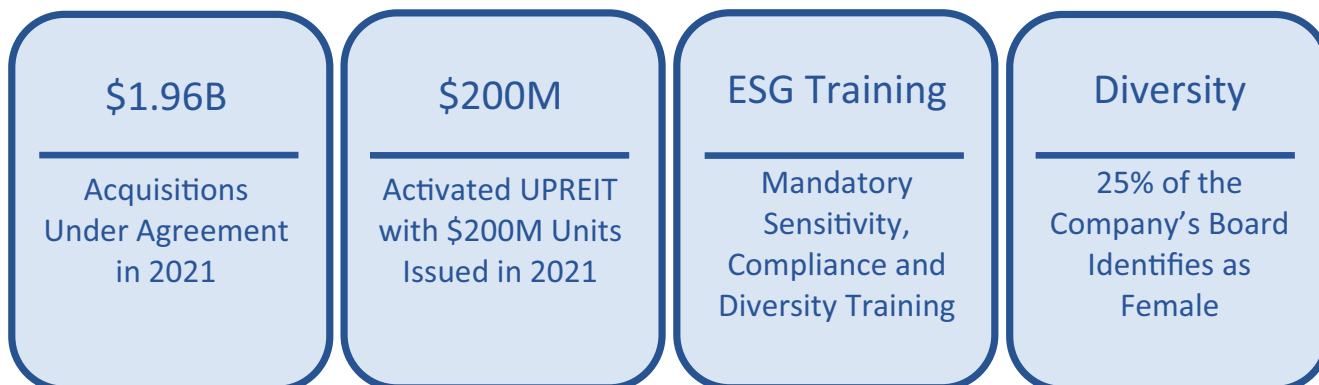 $1.96B
Acquisitions
Under Agreement
in 2021
$200M
Activated UPREIT
with $200M Units
Issued in 2021
ESG Training
Mandatory
Sensitivity,
Compliance and
Diversity Training
Diversity
25% of the
Company’s Board
Identifies as
Female